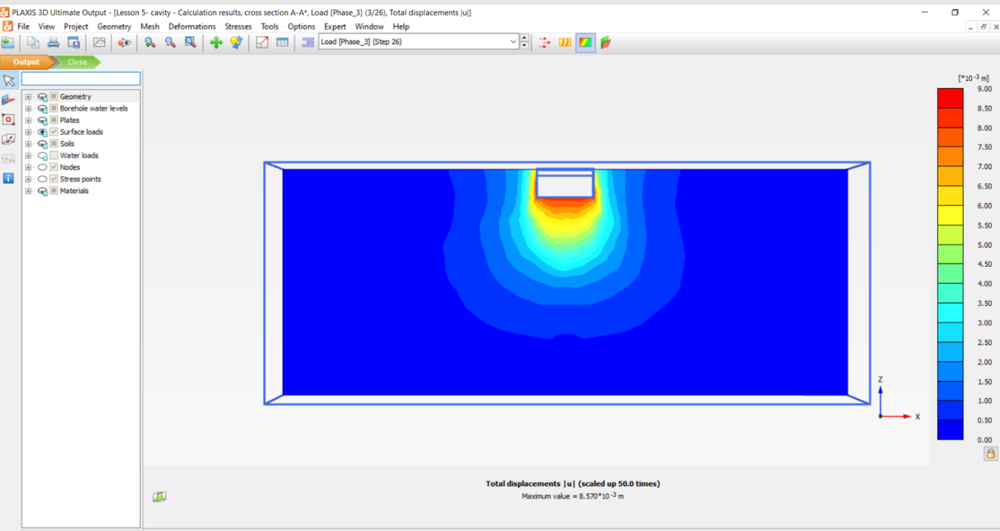 PLAXIS 3D Ultimate Output - [Lesson 5- cavity - Calculation results, cross section A-A*, Load [Phase_3] (3/26), Total displacements |u|]
File View Project Geometry Mesh Deformations Stresses Tools Options Expert Window Help
Load [Phase_3] (Step 26)
Output Close
Geometry
Borehole water levels
Plates
Surface loads
Soils
Water loads
Nodes
Stress points
Materials
[*10⁻³ m]
9.00
8.50
8.00
7.50
7.00
6.50
6.00
5.50
5.00
4.50
4.00
3.50
3.00
2.50
2.00
1.50
1.00
0.50
0.00
Z
X
Total displacements |u| (scaled up 50.0 times)
Maximum value = 8.570*10⁻³ m